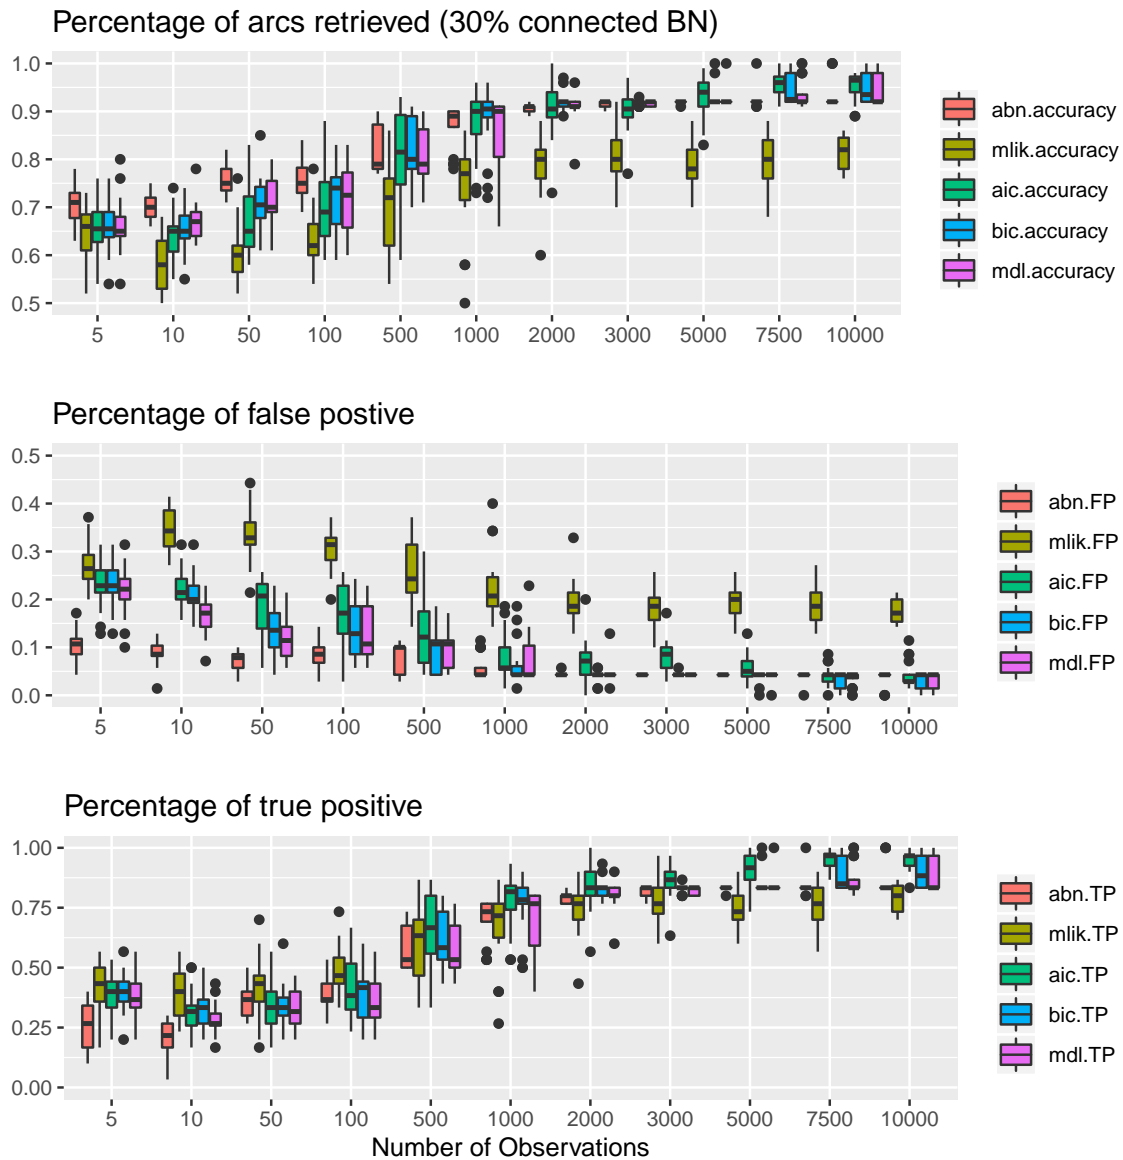 Percentage of arcs retrieved (30% connected BN)
1.0
0.9
0.8
0.7
0.6
0.5
5 10 50 100 500 1000 2000 3000 5000 7500 10000
abn.accuracy
mlik.accuracy
aic.accuracy
bic.accuracy
mdl.accuracy
Percentage of false postive
0.5
0.4
0.3
0.2
0.1
0.0
5 10 50 100 500 1000 2000 3000 5000 7500 10000
abn.FP
mlik.FP
aic.FP
bic.FP
mdl.FP
Percentage of true positive
1.00
0.75
0.50
0.25
0.00
5 10 50 100 500 1000 2000 3000 5000 7500 10000
Number of Observations
abn.TP
mlik.TP
aic.TP
bic.TP
mdl.TP